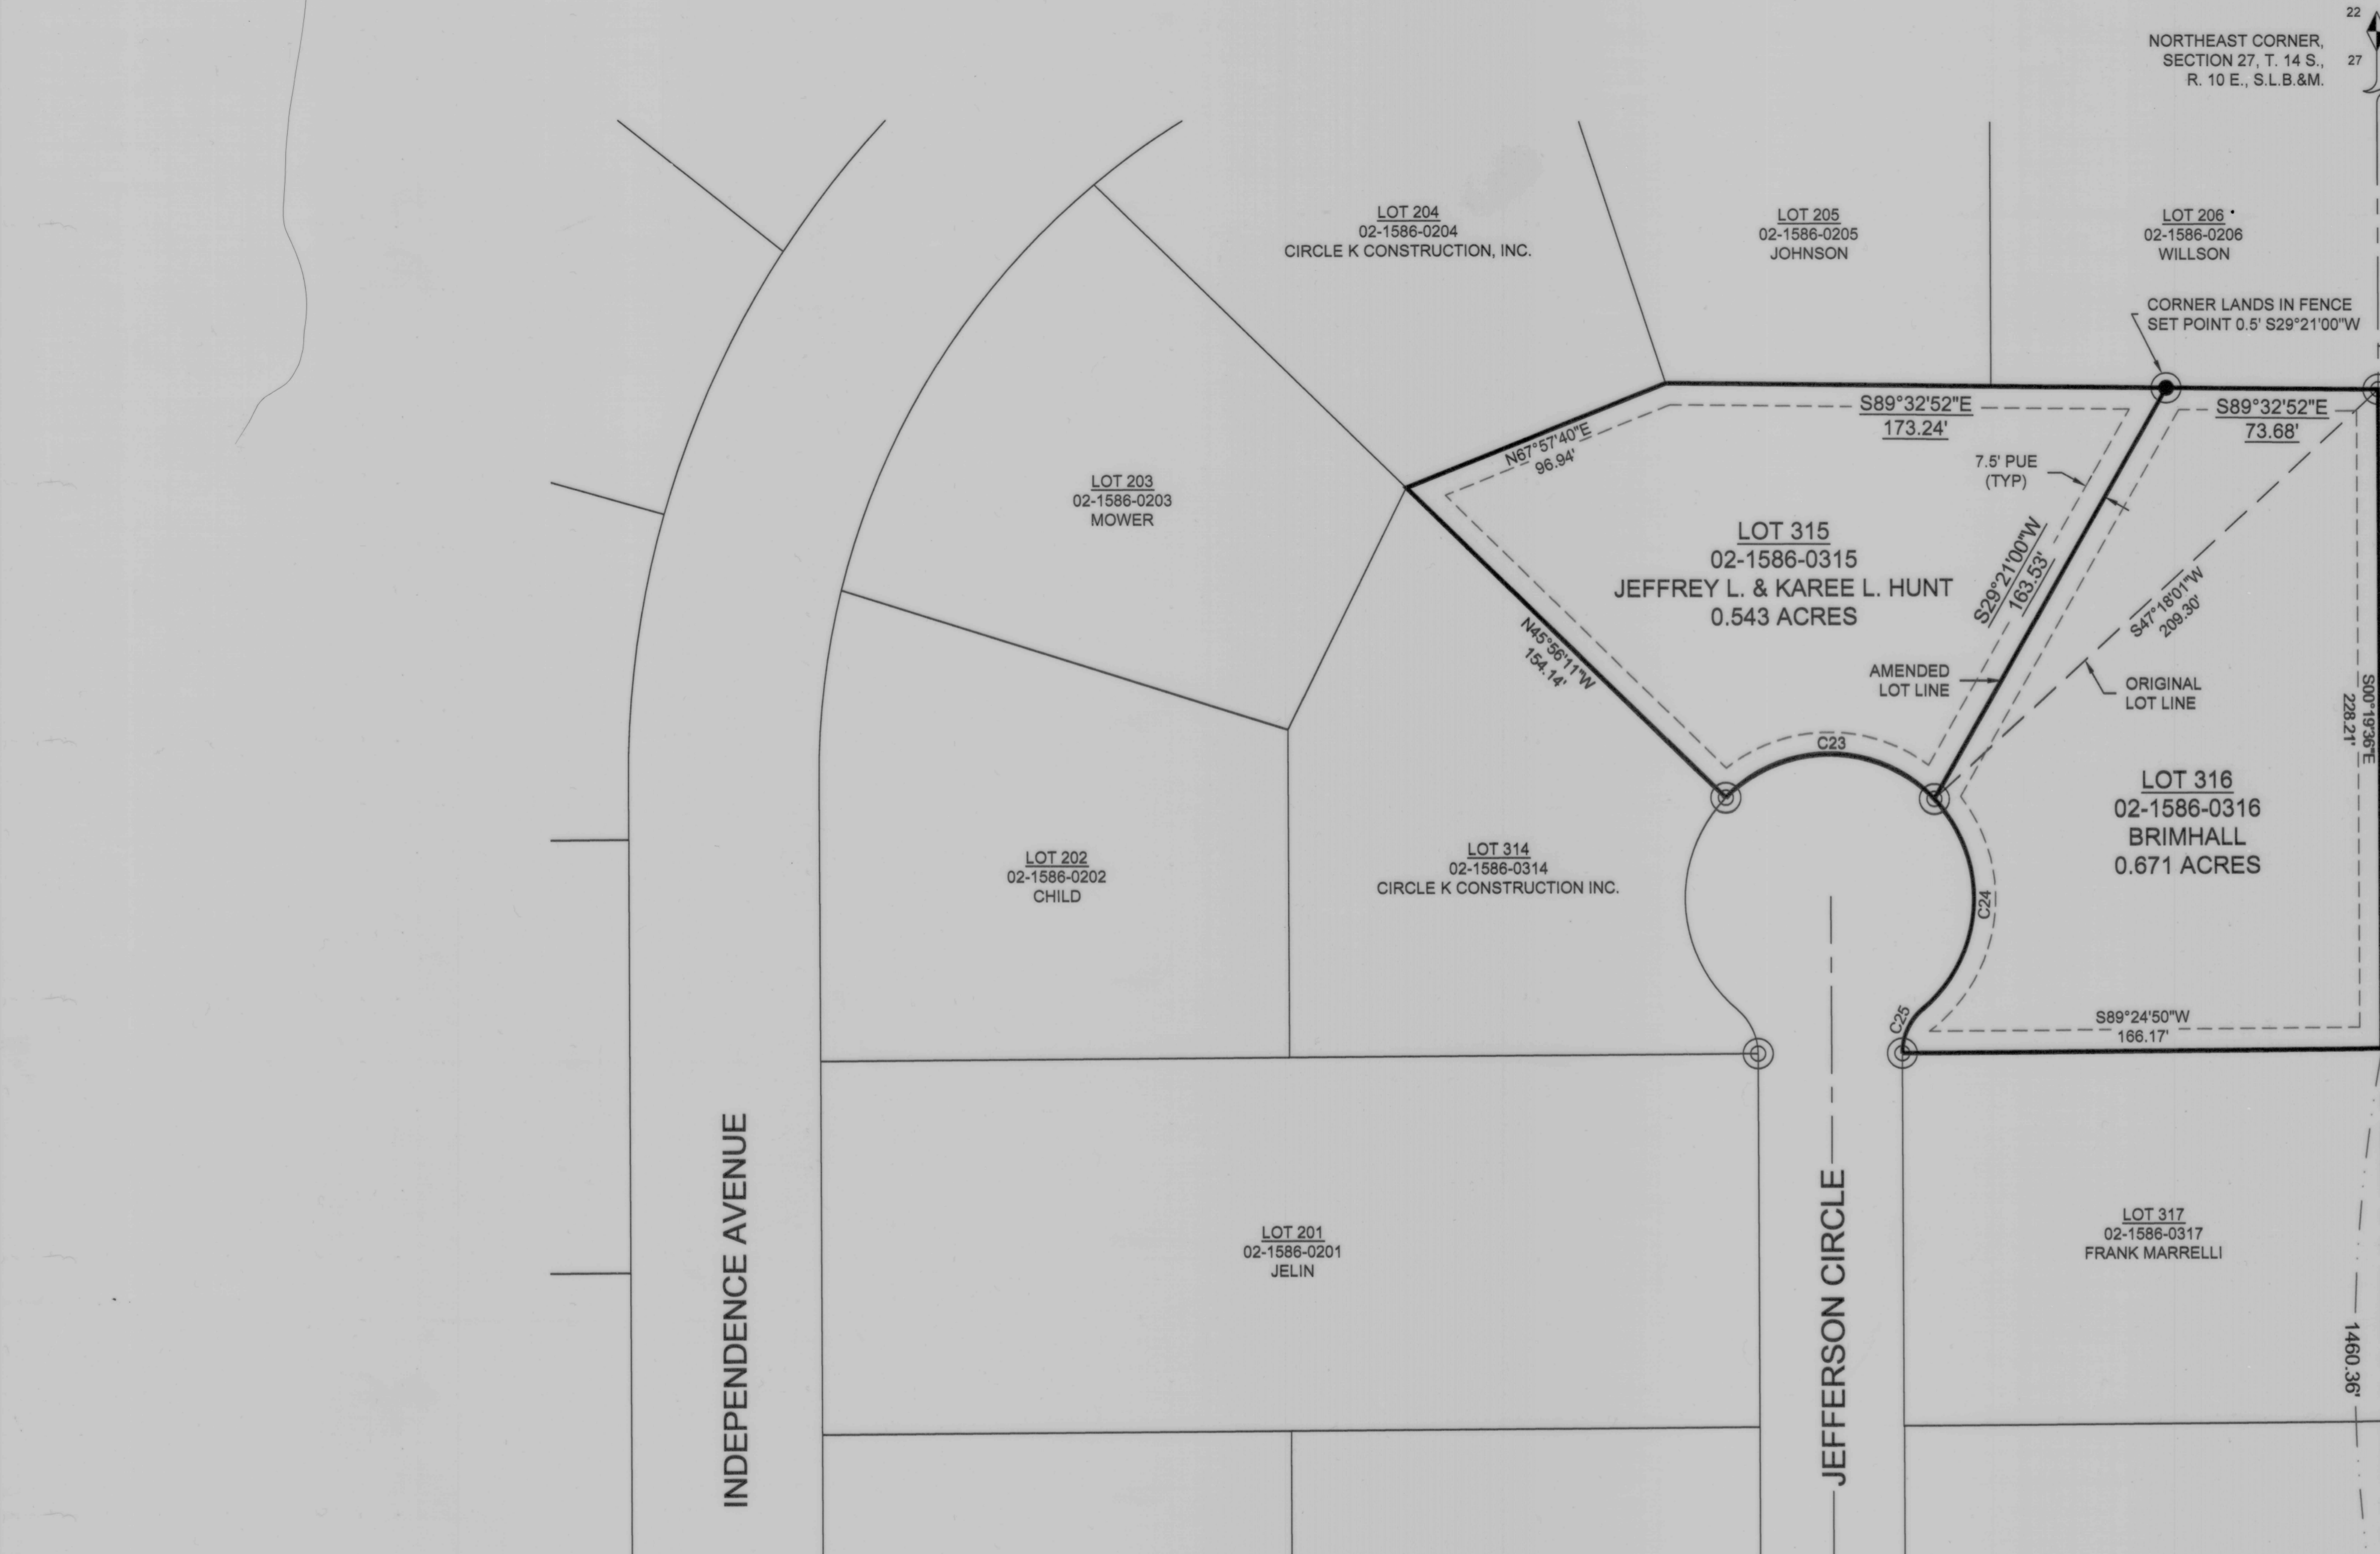 22
NORTHEAST CORNER,
SECTION 27, T. 14 S.,
R. 10 E., S.L.B.&M.
27
LOT 204
02-1586-0204
CIRCLE K CONSTRUCTION, INC.
LOT 205
02-1586-0205
JOHNSON
LOT 206
02-1586-0206
WILLSON
CORNER LANDS IN FENCE
SET POINT 0.5' S29°21'00"W
S89°32'52"E
173.24'
S89°32'52"E
73.68'
N67°57'40"E
96.94'
7.5' PUE
(TYP)
LOT 203
02-1586-0203
MOWER
LOT 315
02-1586-0315
JEFFREY L. & KAREE L. HUNT
0.543 ACRES
S29°21'00"W
163.53'
S47°18'01"W
209.30'
N45°56'11"W
154.14'
AMENDED
LOT LINE
ORIGINAL
LOT LINE
S00°19'36"E
228.21'
C23
LOT 316
02-1586-0316
BRIMHALL
0.671 ACRES
LOT 202
02-1586-0202
CHILD
LOT 314
02-1586-0314
CIRCLE K CONSTRUCTION INC.
C24
C25
S89°24'50"W
166.17'
INDEPENDENCE AVENUE
LOT 201
02-1586-0201
JELIN
JEFFERSON CIRCLE
LOT 317
02-1586-0317
FRANK MARRELLI
1460.36'